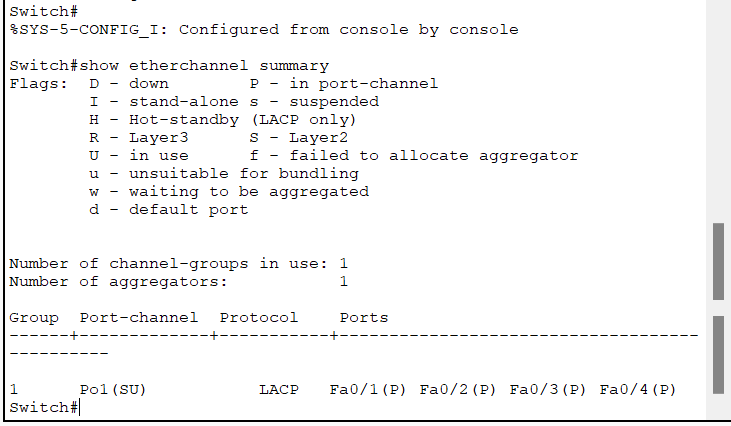 Switch#
%SYS-5-CONFIG_I: Configured from console by console
Switch#show etherchannel summary
Flags:  D - down        P - in port-channel
        I - stand-alone s - suspended
        H - Hot-standby (LACP only)
        R - Layer3      S - Layer2
        U - in use      f - failed to allocate aggregator
        u - unsuitable for bundling
        w - waiting to be aggregated
        d - default port
Number of channel-groups in use: 1
Number of aggregators:           1
Group  Port-channel  Protocol    Ports
------+-------------+-----------+------------------------------------
----------
1      Po1(SU)           LACP   Fa0/1(P) Fa0/2(P) Fa0/3(P) Fa0/4(P)
Switch#